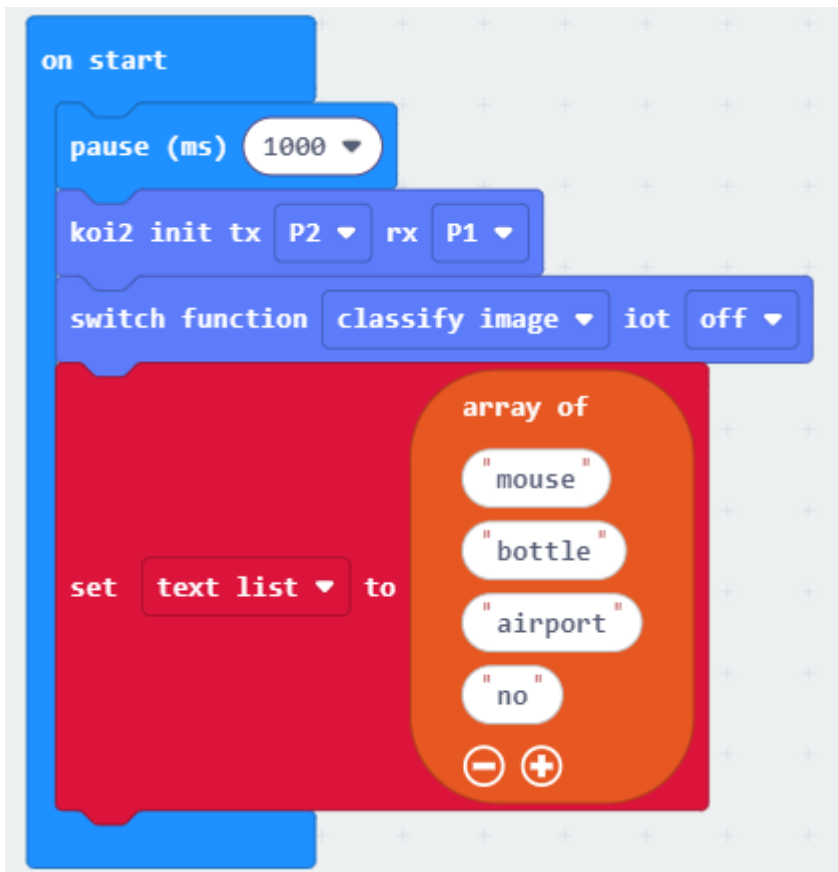 on start
pause (ms) 1000
koi2 init tx P2 rx P1
switch function classify image iot off
array of
"mouse"
"bottle"
set text list to
"airport"
"no"